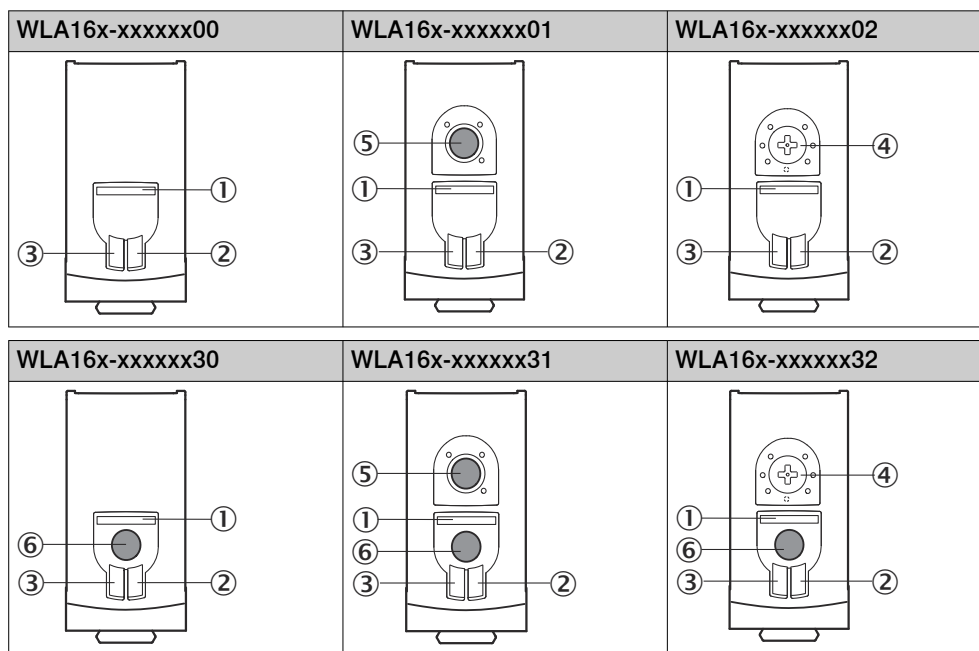 WLA16x-xxxxxx00 WLA16x-xxxxxx01 WLA16x-xxxxxx02
⑤ ④
① ① ①
③ ② ③ ② ③ ②
WLA16x-xxxxxx30 WLA16x-xxxxxx31 WLA16x-xxxxxx32
⑤ ④
① ① ①
⑥ ⑥ ⑥
③ ② ③ ② ③ ②